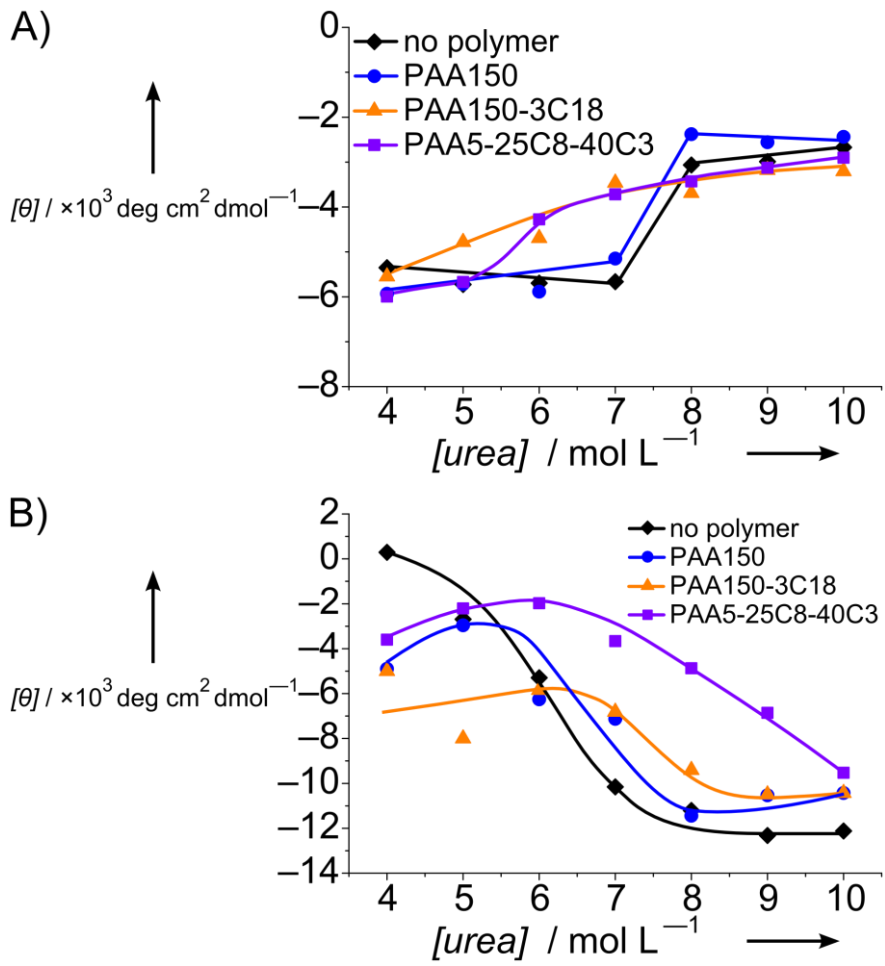 A)
no polymer
PAA150
PAA150-3C18
PAA5-25C8-40C3
[θ] / ×10³ deg cm² dmol⁻¹
0
–2
–4
–6
–8
4 5 6 7 8 9 10
[urea] / mol L⁻¹
B)
no polymer
PAA150
PAA150-3C18
PAA5-25C8-40C3
[θ] / ×10³ deg cm² dmol⁻¹
2
0
–2
–4
–6
–8
–10
–12
–14
4 5 6 7 8 9 10
[urea] / mol L⁻¹